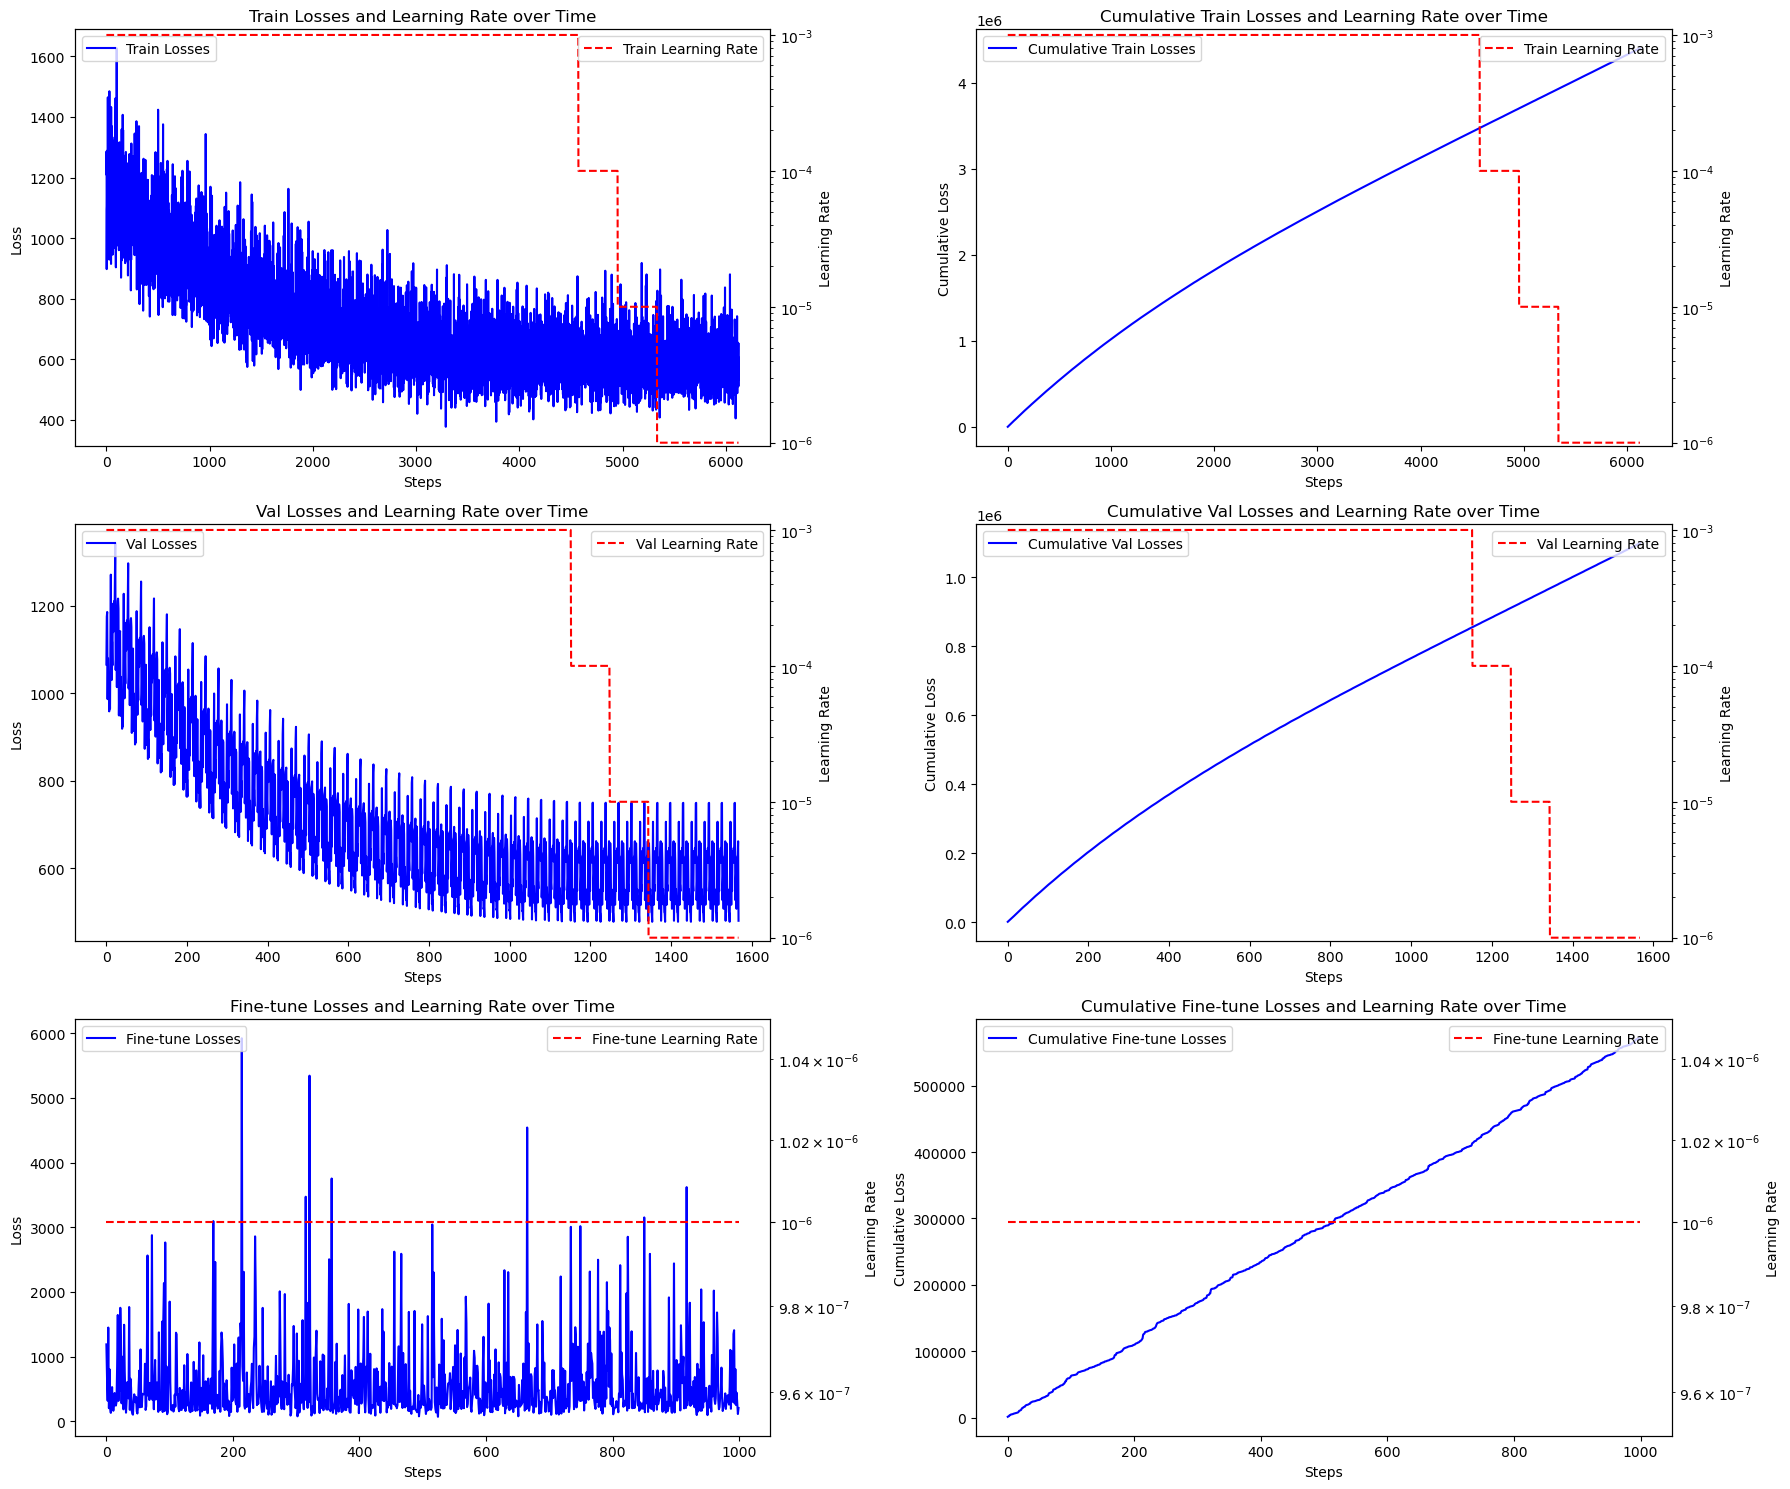 Train Losses and Learning Rate over Time
Train Losses
Train Learning Rate
1600
1400
1200
1000
800
600
400
Loss
10⁻³
10⁻⁴
10⁻⁵
10⁻⁶
Learning Rate
0 1000 2000 3000 4000 5000 6000
Steps
Cumulative Train Losses and Learning Rate over Time
1e6
Cumulative Train Losses
Train Learning Rate
4
3
2
1
0
Cumulative Loss
10⁻³
10⁻⁴
10⁻⁵
10⁻⁶
Learning Rate
0 1000 2000 3000 4000 5000 6000
Steps
Val Losses and Learning Rate over Time
Val Losses
Val Learning Rate
1200
1000
800
600
Loss
10⁻³
10⁻⁴
10⁻⁵
10⁻⁶
Learning Rate
0 200 400 600 800 1000 1200 1400 1600
Steps
Cumulative Val Losses and Learning Rate over Time
1e6
Cumulative Val Losses
Val Learning Rate
1.0
0.8
0.6
0.4
0.2
0.0
Cumulative Loss
10⁻³
10⁻⁴
10⁻⁵
10⁻⁶
Learning Rate
0 200 400 600 800 1000 1200 1400 1600
Steps
Fine-tune Losses and Learning Rate over Time
Fine-tune Losses
Fine-tune Learning Rate
6000
5000
4000
3000
2000
1000
0
Loss
1.04 × 10⁻⁶
1.02 × 10⁻⁶
10⁻⁶
9.8 × 10⁻⁷
9.6 × 10⁻⁷
Learning Rate
0 200 400 600 800 1000
Steps
Cumulative Fine-tune Losses and Learning Rate over Time
Cumulative Fine-tune Losses
Fine-tune Learning Rate
500000
400000
300000
200000
100000
0
Cumulative Loss
1.04 × 10⁻⁶
1.02 × 10⁻⁶
10⁻⁶
9.8 × 10⁻⁷
9.6 × 10⁻⁷
Learning Rate
0 200 400 600 800 1000
Steps